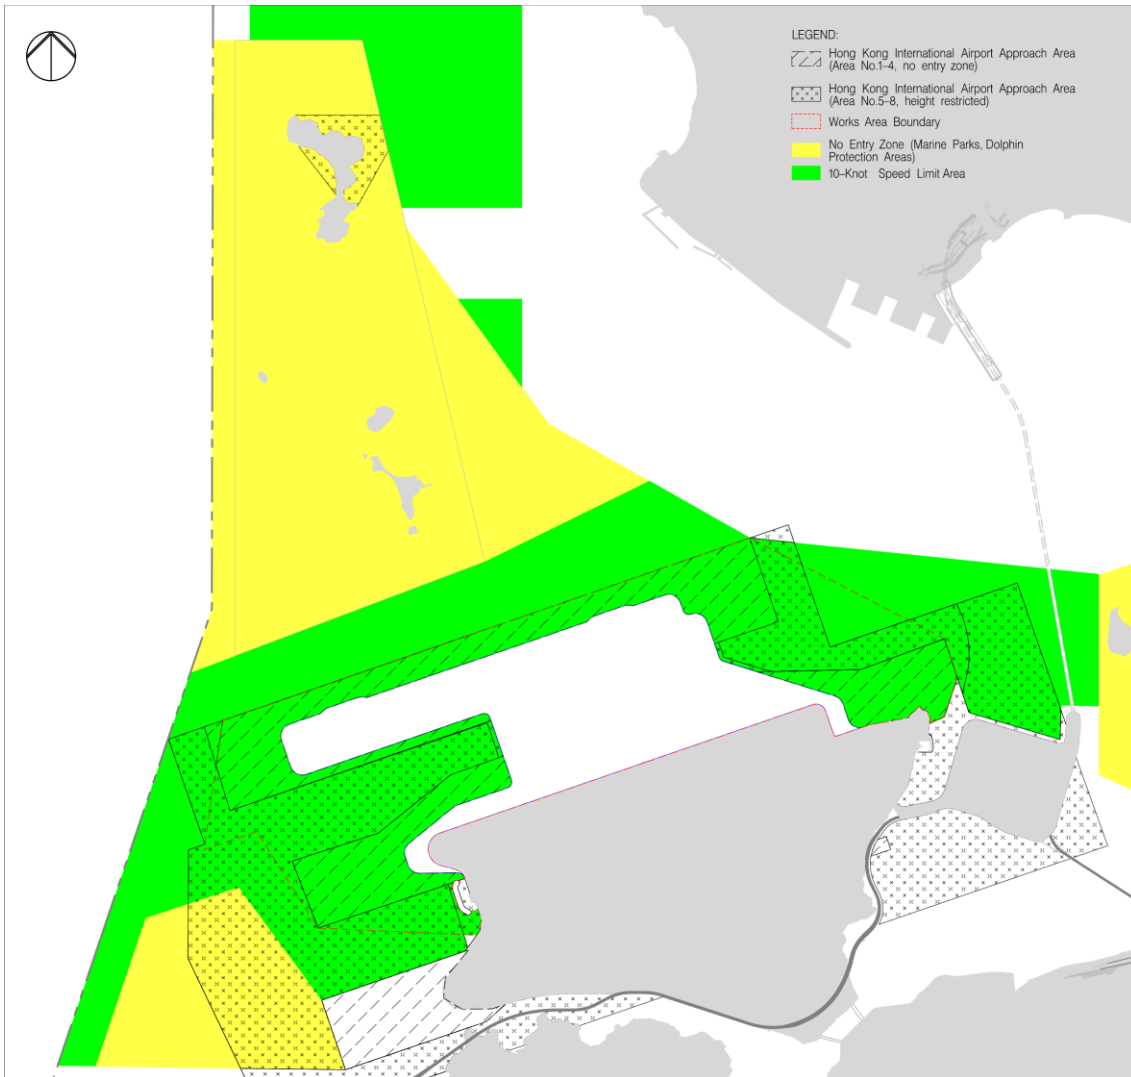 LEGEND:
Hong Kong International Airport Approach Area
(Area No.1–4, no entry zone)
Hong Kong International Airport Approach Area
(Area No.5–8, height restricted)
Works Area Boundary
No Entry Zone (Marine Parks, Dolphin
Protection Areas)
10–Knot Speed Limit Area